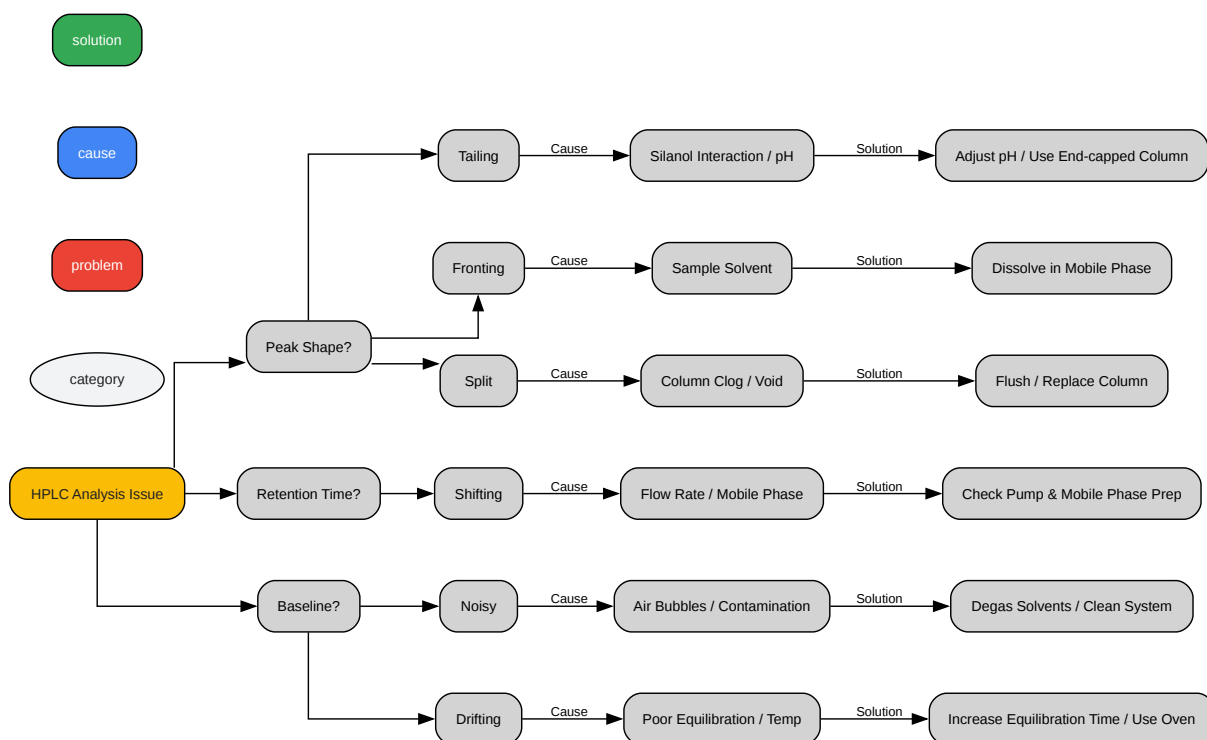 solution
cause
Tailing
Cause
Silanol Interaction / pH
Solution
Adjust pH / Use End-capped Column
problem
Fronting
Cause
Sample Solvent
Solution
Dissolve in Mobile Phase
Peak Shape?
category
Split
Cause
Column Clog / Void
Solution
Flush / Replace Column
HPLC Analysis Issue
Retention Time?
Shifting
Cause
Flow Rate / Mobile Phase
Solution
Check Pump & Mobile Phase Prep
Baseline?
Noisy
Cause
Air Bubbles / Contamination
Solution
Degas Solvents / Clean System
Drifting
Cause
Poor Equilibration / Temp
Solution
Increase Equilibration Time / Use Oven